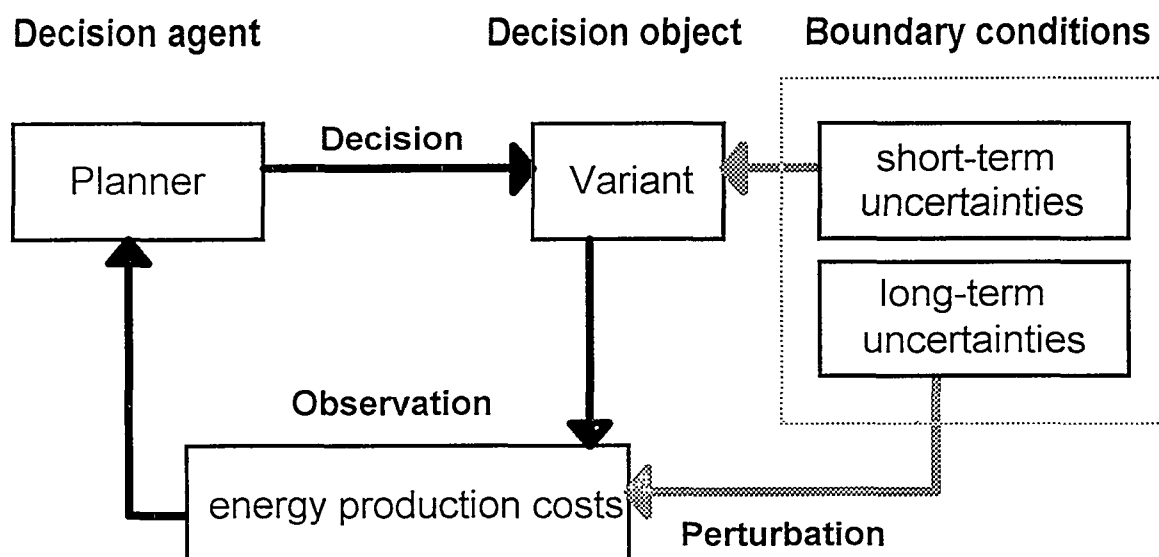 Decision agent
Decision object
Boundary conditions
Decision
Planner
Variant
short-term
uncertainties
long-term
uncertainties
Observation
energy production costs
Perturbation